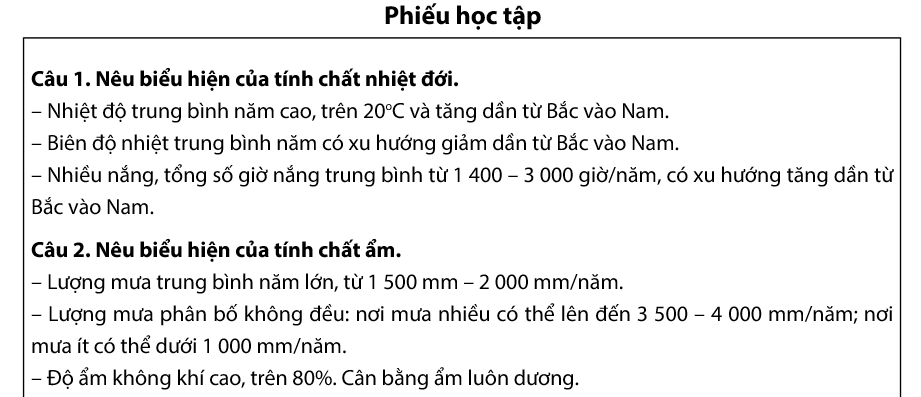 Phiếu học tập
Câu 1. Nêu biểu hiện của tính chất nhiệt đới.
– Nhiệt độ trung bình năm cao, trên 20°C và tăng dần từ Bắc vào Nam.
– Biên độ nhiệt trung bình năm có xu hướng giảm dần từ Bắc vào Nam.
– Nhiều nắng, tổng số giờ nắng trung bình từ 1 400 – 3 000 giờ/năm, có xu hướng tăng dần từ
Bắc vào Nam.
Câu 2. Nêu biểu hiện của tính chất ẩm.
– Lượng mưa trung bình năm lớn, từ 1 500 mm – 2 000 mm/năm.
– Lượng mưa phân bố không đều: nơi mưa nhiều có thể lên đến 3 500 – 4 000 mm/năm; nơi
mưa ít có thể dưới 1 000 mm/năm.
– Độ ẩm không khí cao, trên 80%. Cân bằng ẩm luôn dương.